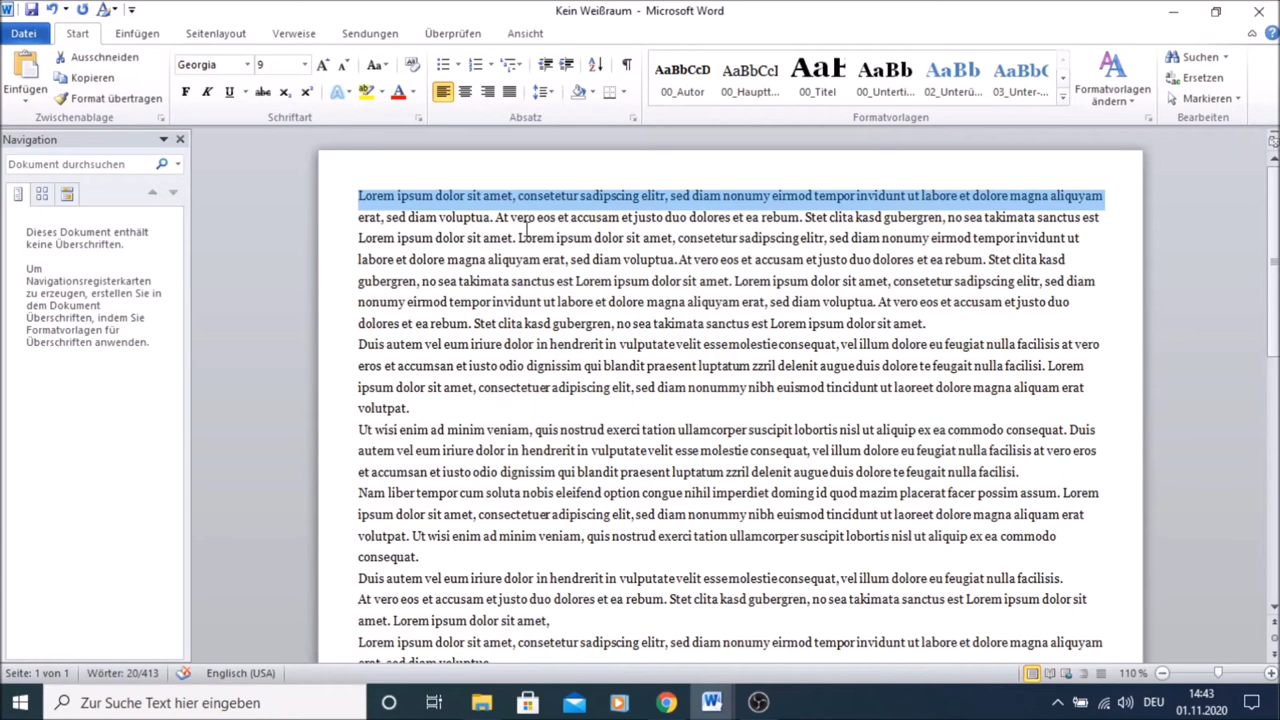 Kein Weißraum - Microsoft Word
Datei Start Einfügen Seitenlayout Verweise Sendungen Überprüfen Ansicht
Einfügen
Ausschneiden
Kopieren
Format übertragen
Zwischenablage
Georgia 9
Schriftart
Absatz
AaBbCcD AaBbCcI AaB AaBb AaBbC AaBbC
00_Autor 00_Hauptt... 00_Titel 00_Unterti... 02_Unterü... 03_Unter-...
Formatvorlagen
Formatvorlagen ändern
Suchen
Ersetzen
Markieren
Bearbeiten
Navigation
Dokument durchsuchen
Dieses Dokument enthält
keine Überschriften.
Um
Navigationsregisterkarten
zu erzeugen, erstellen Sie
in dem Dokument
Überschriften, indem Sie
Formatvorlagen für
Überschriften anwenden.
Lorem ipsum dolor sit amet, consetetur sadipscing elitr, sed diam nonumy eirmod tempor invidunt ut labore et dolore magna aliquyam
erat, sed diam voluptua. At vero eos et accusam et justo duo dolores et ea rebum. Stet clita kasd gubergren, no sea takimata sanctus est
Lorem ipsum dolor sit amet. Lorem ipsum dolor sit amet, consetetur sadipscing elitr, sed diam nonumy eirmod tempor invidunt ut
labore et dolore magna aliquyam erat, sed diam voluptua. At vero eos et accusam et justo duo dolores et ea rebum. Stet clita kasd
gubergren, no sea takimata sanctus est Lorem ipsum dolor sit amet. Lorem ipsum dolor sit amet, consetetur sadipscing elitr, sed diam
nonumy eirmod tempor invidunt ut labore et dolore magna aliquyam erat, sed diam voluptua. At vero eos et accusam et justo duo
dolores et ea rebum. Stet clita kasd gubergren, no sea takimata sanctus est Lorem ipsum dolor sit amet.
Duis autem vel eum iriure dolor in hendrerit in vulputate velit esse molestie consequat, vel illum dolore eu feugiat nulla facilisis at vero
eros et accumsan et iusto odio dignissim qui blandit praesent luptatum zzril delenit augue duis dolore te feugait nulla facilisi. Lorem
ipsum dolor sit amet, consectetuer adipiscing elit, sed diam nonummy nibh euismod tincidunt ut laoreet dolore magna aliquam erat
volutpat.
Ut wisi enim ad minim veniam, quis nostrud exerci tation ullamcorper suscipit lobortis nisl ut aliquip ex ea commodo consequat. Duis
autem vel eum iriure dolor in hendrerit in vulputate velit esse molestie consequat, vel illum dolore eu feugiat nulla facilisis at vero eros
et accumsan et iusto odio dignissim qui blandit praesent luptatum zzril delenit augue duis dolore te feugait nulla facilisi.
Nam liber tempor cum soluta nobis eleifend option congue nihil imperdiet doming id quod mazim placerat facer possim assum. Lorem
ipsum dolor sit amet, consectetuer adipiscing elit, sed diam nonummy nibh euismod tincidunt ut laoreet dolore magna aliquam erat
volutpat. Ut wisi enim ad minim veniam, quis nostrud exerci tation ullamcorper suscipit lobortis nisl ut aliquip ex ea commodo
consequat.
Duis autem vel eum iriure dolor in hendrerit in vulputate velit esse molestie consequat, vel illum dolore eu feugiat nulla facilisis.
At vero eos et accusam et justo duo dolores et ea rebum. Stet clita kasd gubergren, no sea takimata sanctus est Lorem ipsum dolor sit
amet. Lorem ipsum dolor sit amet,
Lorem ipsum dolor sit amet, consetetur sadipscing elitr, sed diam nonumy eirmod tempor invidunt ut labore et dolore magna aliquyam
erat, sed diam voluptua
Seite: 1 von 1 Wörter: 20/413 Englisch (USA) 110 %
Zur Suche Text hier eingeben
DEU
14:43
01.11.2020